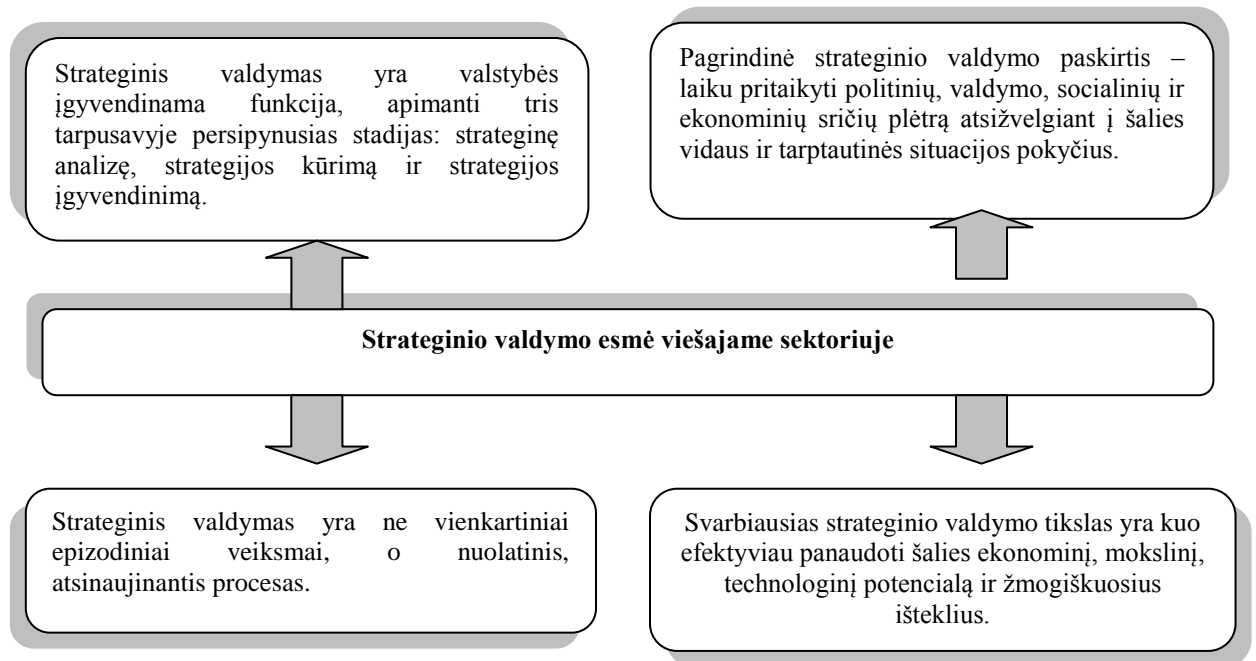 Strateginis valdymas yra valstybės
įgyvendinama funkcija, apimanti tris
tarpusavyje persipynusias stadijas: strateginę
analizę, strategijos kūrimą ir strategijos
įgyvendinimą.
Pagrindinė strateginio valdymo paskirtis –
laiku pritaikyti politinių, valdymo, socialinių ir
ekonominių sričių plėtrą atsižvelgiant į šalies
vidaus ir tarptautinės situacijos pokyčius.
Strateginio valdymo esmė viešajame sektoriuje
Strateginis valdymas yra ne vienkartiniai
epizodiniai veiksmai, o nuolatinis,
atsinaujinantis procesas.
Svarbiausias strateginio valdymo tikslas yra kuo
efektyviau panaudoti šalies ekonominį, mokslinį,
technologinį potencialą ir žmogiškuosius
išteklius.